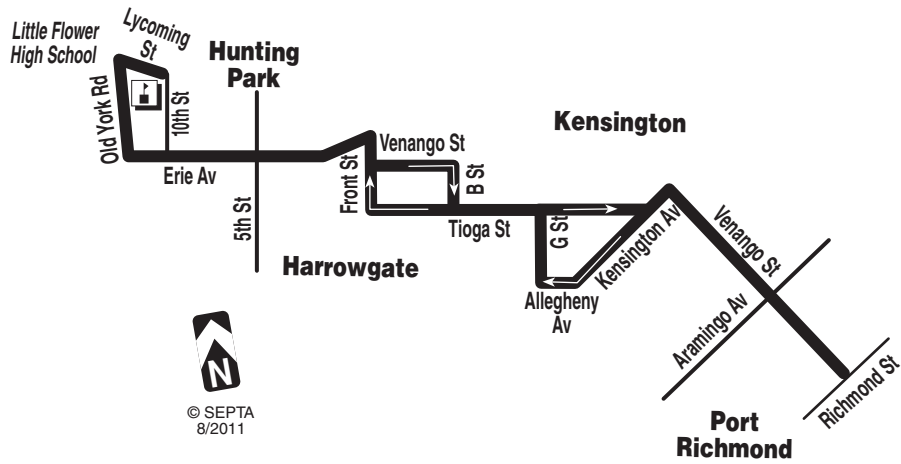 Little Flower
High School
Lycoming
St
Hunting
Park
Old York Rd
10th St
Erie Av
5th St
Front St
Venango St
B St
Kensington
Tioga St
G St
Kensington Av
Harrowgate
Allegheny
Av
Venango St
Aramingo Av
Richmond St
N
© SEPTA
8/2011
Port
Richmond